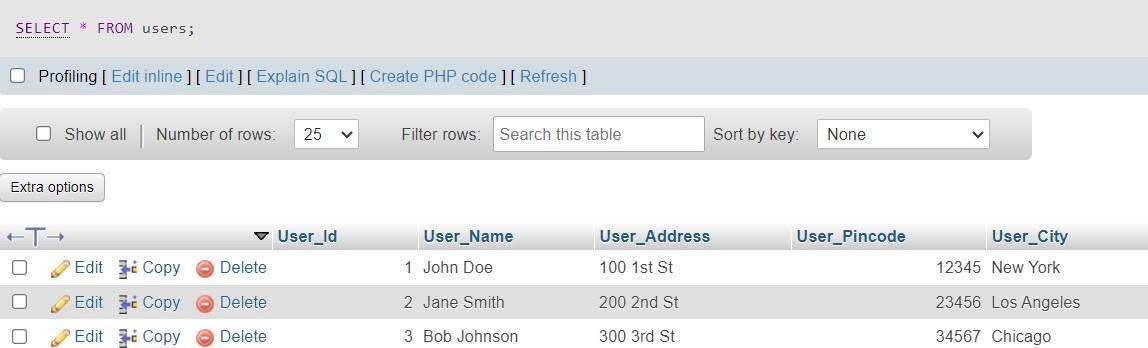 SELECT * FROM users;
Profiling [ Edit inline ] [ Edit ] [ Explain SQL ] [ Create PHP code ] [ Refresh ]
Show all Number of rows: 25 Filter rows: Search this table Sort by key: None
Extra options
User_Id User_Name User_Address User_Pincode User_City
Edit Copy Delete 1 John Doe 100 1st St 12345 New York
Edit Copy Delete 2 Jane Smith 200 2nd St 23456 Los Angeles
Edit Copy Delete 3 Bob Johnson 300 3rd St 34567 Chicago